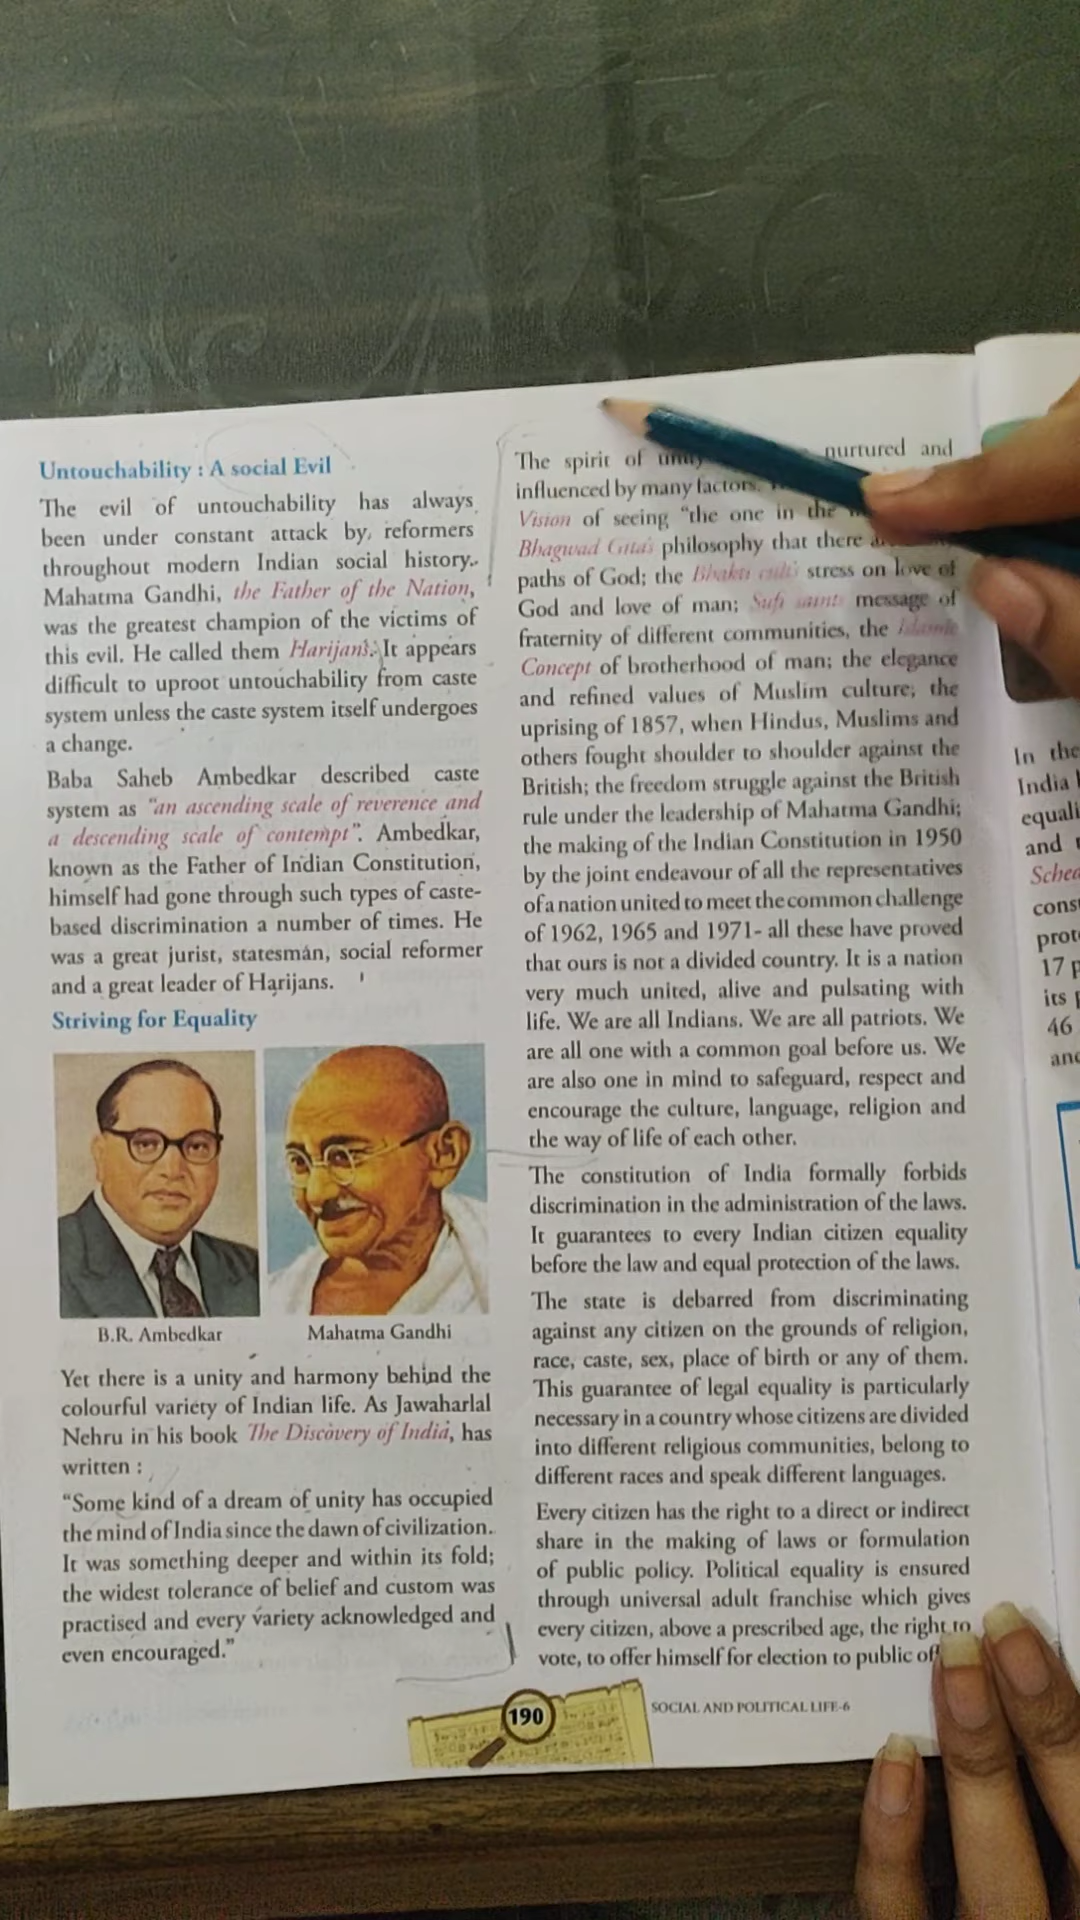 Untouchability : A social Evil
The evil of untouchability has always
been under constant attack by reformers
throughout modern Indian social history.
Mahatma Gandhi, the Father of the Nation,
was the greatest champion of the victims of
this evil. He called them Harijans. It appears
difficult to uproot untouchability from caste
system unless the caste system itself undergoes
a change.
Baba Saheb Ambedkar described caste
system as "an ascending scale of reverence and
a descending scale of contempt". Ambedkar,
known as the Father of Indian Constitution,
himself had gone through such types of caste-
based discrimination a number of times. He
was a great jurist, statesman, social reformer
and a great leader of Harijans.
Striving for Equality
B.R. Ambedkar
Mahatma Gandhi
Yet there is a unity and harmony behind the
colourful variety of Indian life. As Jawaharlal
Nehru in his book The Discovery of India, has
written :
"Some kind of a dream of unity has occupied
the mind of India since the dawn of civilization.
It was something deeper and within its fold;
the widest tolerance of belief and custom was
practised and every variety acknowledged and
even encouraged."
The spirit of unity nurtured and
influenced by many factors.
Vision of seeing "the one in the
Bhagwad Gita's philosophy that there
paths of God; the Bhakti cult's stress on love of
God and love of man; Sufi saints message of
fraternity of different communities, the Islamic
Concept of brotherhood of man; the elegance
and refined values of Muslim culture; the
uprising of 1857, when Hindus, Muslims and
others fought shoulder to shoulder against the
British; the freedom struggle against the British
rule under the leadership of Mahatma Gandhi;
the making of the Indian Constitution in 1950
by the joint endeavour of all the representatives
of a nation united to meet the common challenge
of 1962, 1965 and 1971- all these have proved
that ours is not a divided country. It is a nation
very much united, alive and pulsating with
life. We are all Indians. We are all patriots. We
are all one with a common goal before us. We
are also one in mind to safeguard, respect and
encourage the culture, language, religion and
the way of life of each other.
The constitution of India formally forbids
discrimination in the administration of the laws.
It guarantees to every Indian citizen equality
before the law and equal protection of the laws.
The state is debarred from discriminating
against any citizen on the grounds of religion,
race, caste, sex, place of birth or any of them.
This guarantee of legal equality is particularly
necessary in a country whose citizens are divided
into different religious communities, belong to
different races and speak different languages.
Every citizen has the right to a direct or indirect
share in the making of laws or formulation
of public policy. Political equality is ensured
through universal adult franchise which gives
every citizen, above a prescribed age, the right to
vote, to offer himself for election to public
190
SOCIAL AND POLITICAL LIFE-6
In the
India
equali
and
Sched
cons
prot
17 p
its
46
and